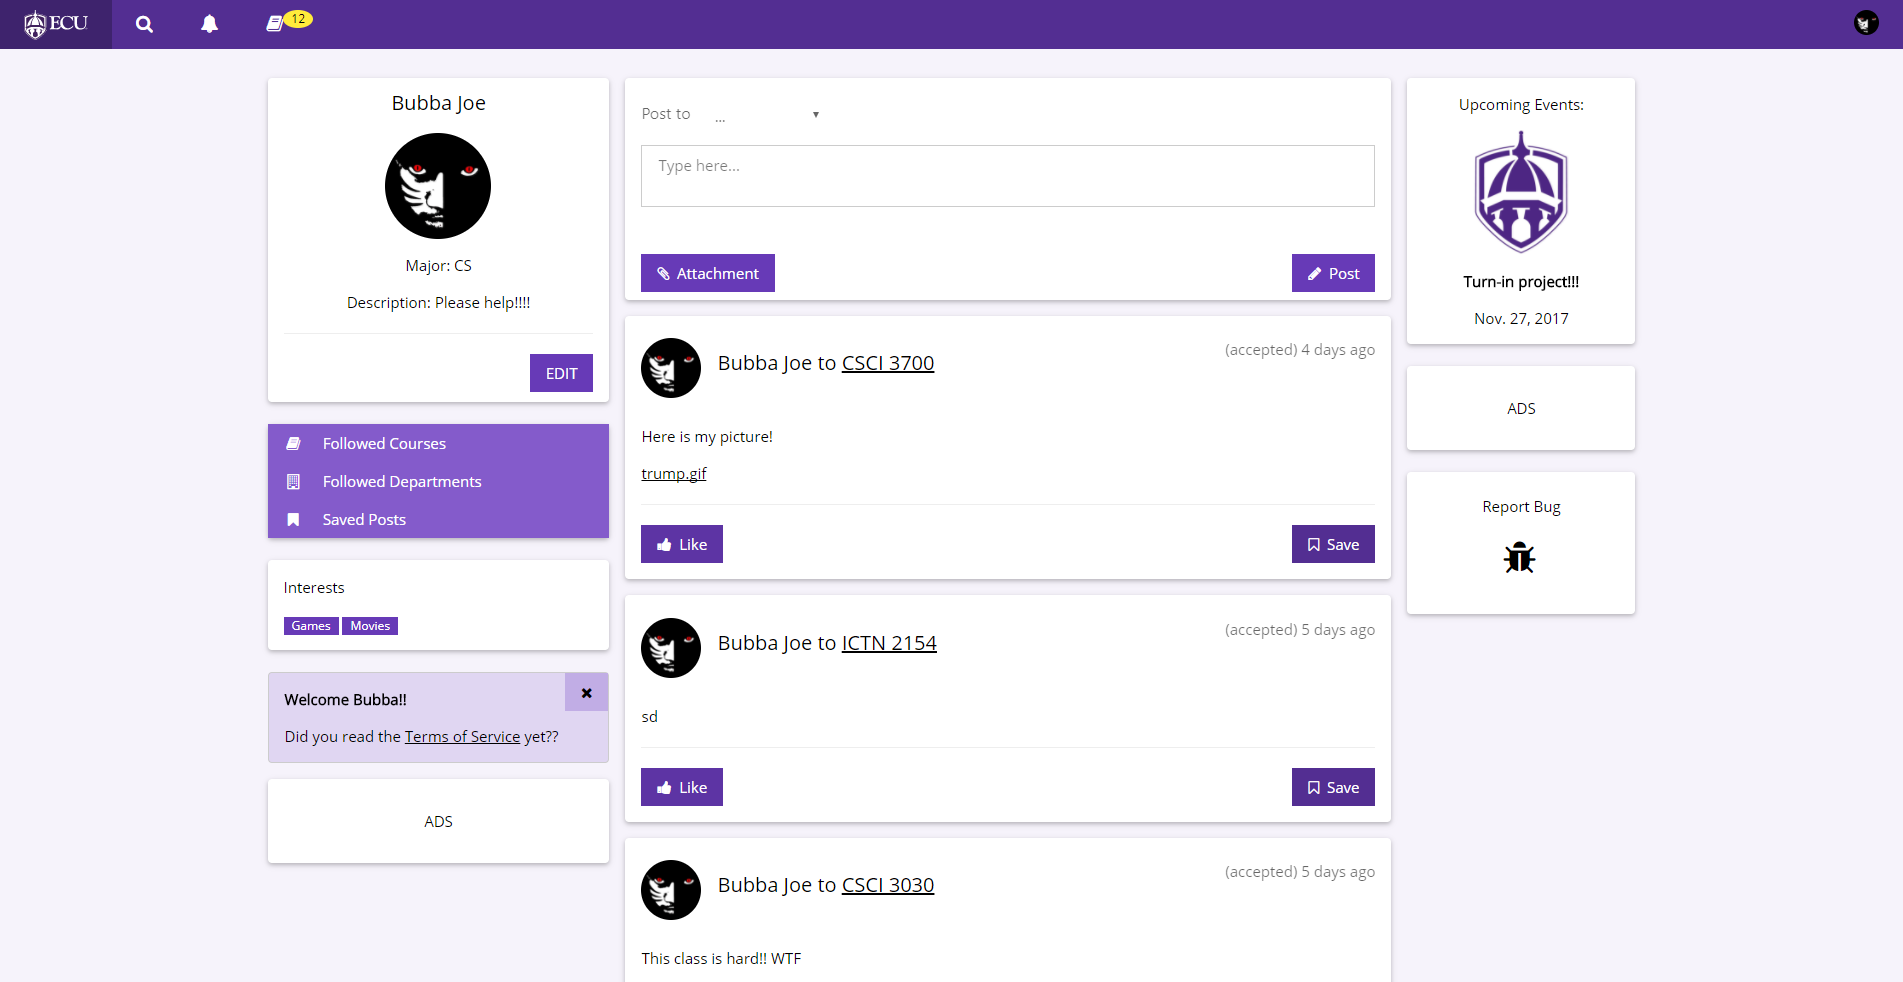 ECU
12
Bubba Joe
Major: CS
Description: Please help!!!!
EDIT
Followed Courses
Followed Departments
Saved Posts
Interests
Games Movies
Welcome Bubba!!
Did you read the Terms of Service yet??
ADS
Post to ...
Type here...
Attachment
Post
Bubba Joe to CSCI 3700
(accepted) 4 days ago
Here is my picture!
trump.gif
Like
Save
Bubba Joe to ICTN 2154
(accepted) 5 days ago
sd
Like
Save
Bubba Joe to CSCI 3030
(accepted) 5 days ago
This class is hard!! WTF
Upcoming Events:
Turn-in project!!!
Nov. 27, 2017
ADS
Report Bug